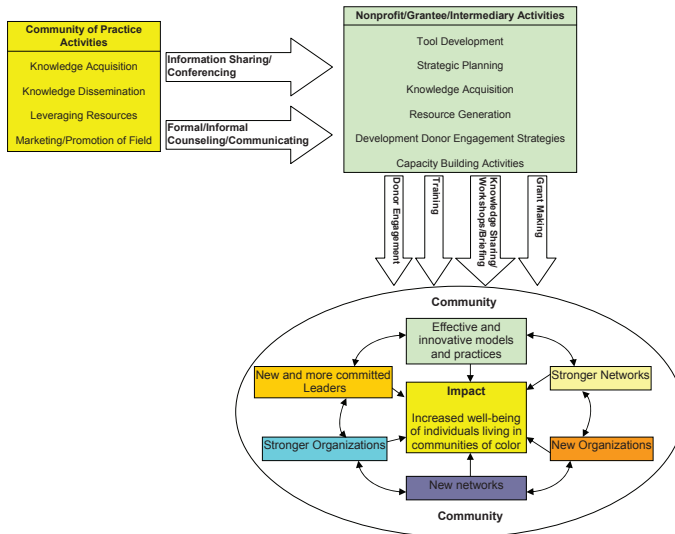 Community of Practice
Activities
Knowledge Acquisition
Knowledge Dissemination
Leveraging Resources
Marketing/Promotion of Field
Information Sharing/
Conferencing
Formal/Informal
Counseling/Communicating
Nonprofit/Grantee/Intermediary Activities
Tool Development
Strategic Planning
Knowledge Acquisition
Resource Generation
Development Donor Engagement Strategies
Capacity Building Activities
Donor Engagement
Training
Knowledge Sharing/
Workshops/Briefing
Grant Making
Community
Effective and
innovative models
and practices
New and more committed
Leaders
Stronger Networks
Impact
Increased well-being
of individuals living in
communities of color
Stronger Organizations
New Organizations
New networks
Community